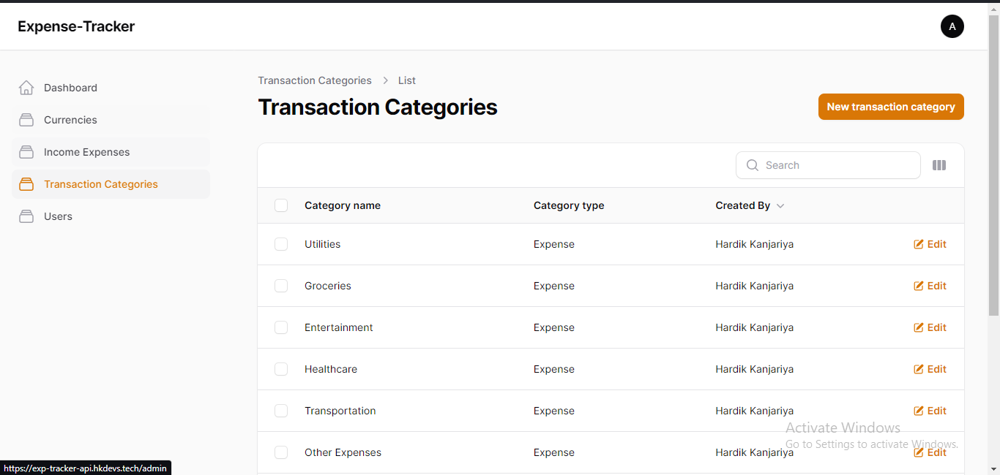 Expense-Tracker
A
Dashboard
Currencies
Income Expenses
Transaction Categories
Users
Transaction Categories > List
Transaction Categories
New transaction category
Search
Category name Category type Created By
Utilities Expense Hardik Kanjariya Edit
Groceries Expense Hardik Kanjariya Edit
Entertainment Expense Hardik Kanjariya Edit
Healthcare Expense Hardik Kanjariya Edit
Transportation Expense Hardik Kanjariya Edit
Other Expenses Expense Hardik Kanjariya Edit
Activate Windows
Go to Settings to activate Windows.
https://exp-tracker-api.hkdevs.tech/admin